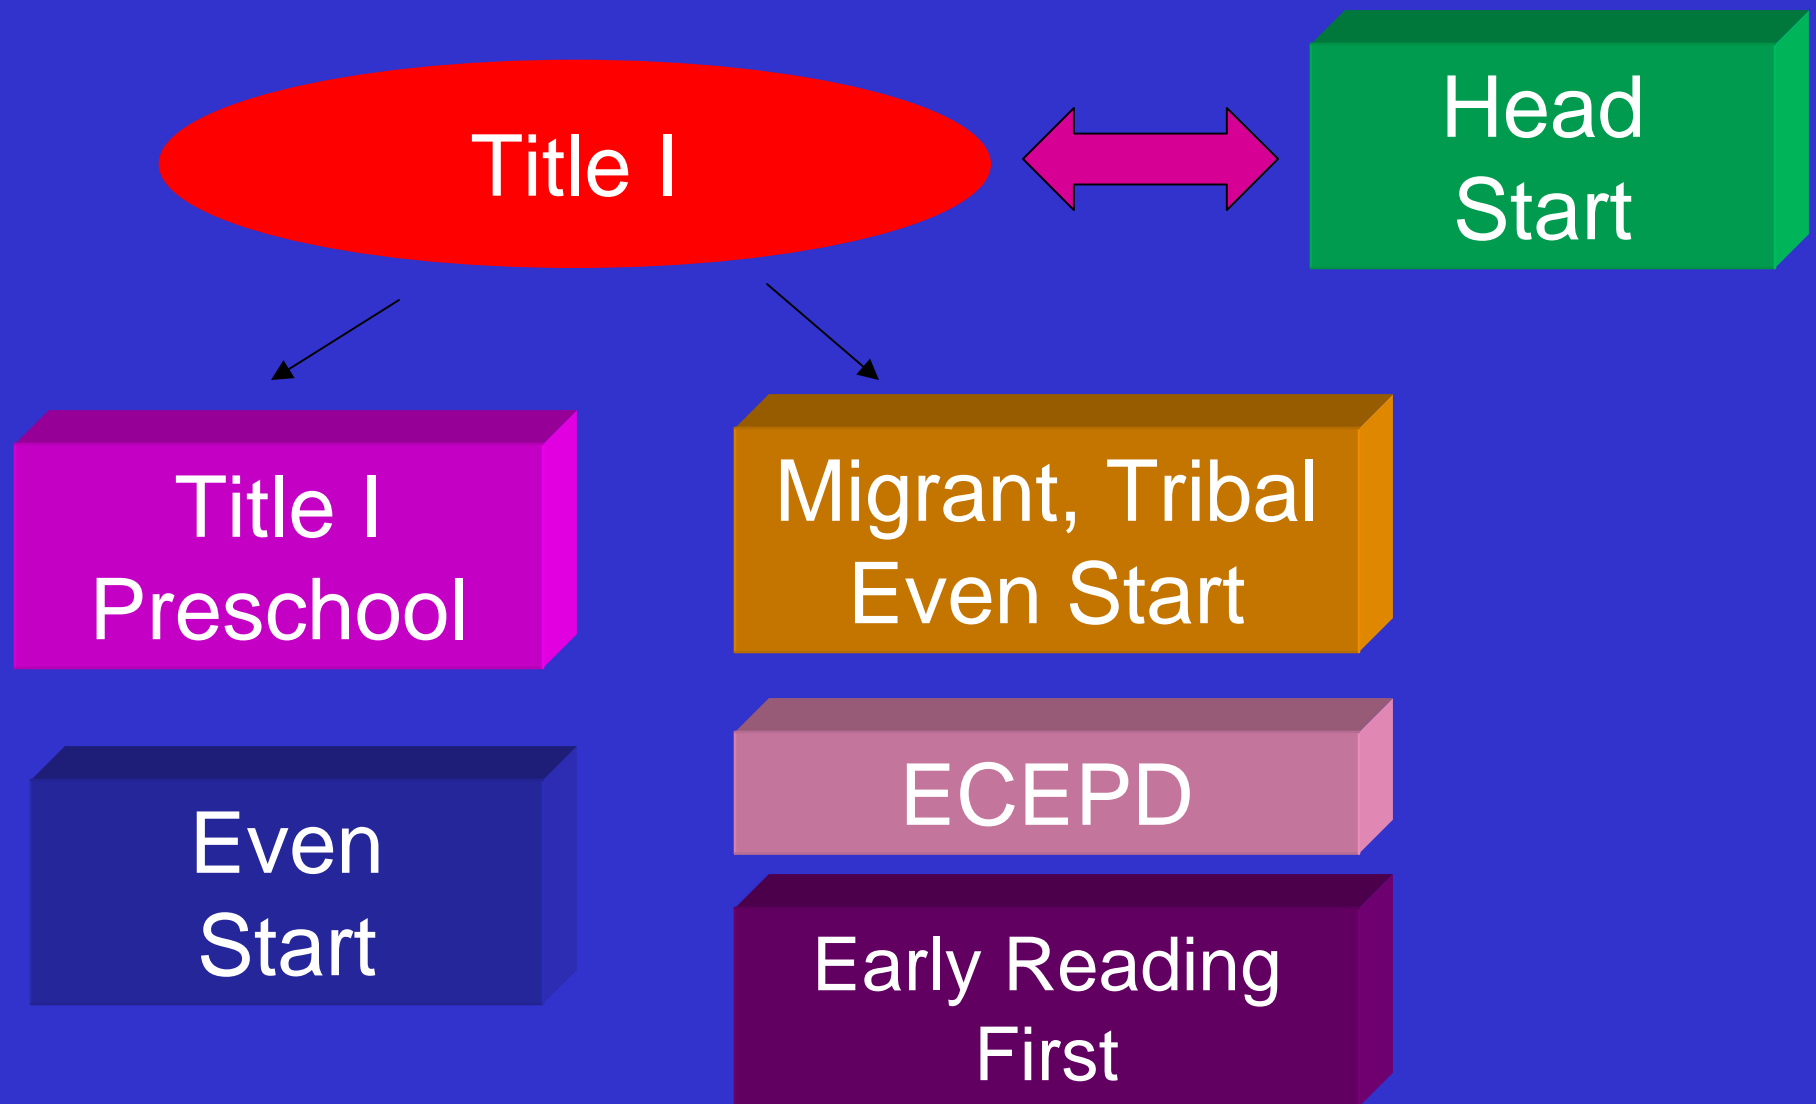 Title I
Head
Start
Title I
Preschool
Migrant, Tribal
Even Start
Even
Start
ECEPD
Early Reading
First